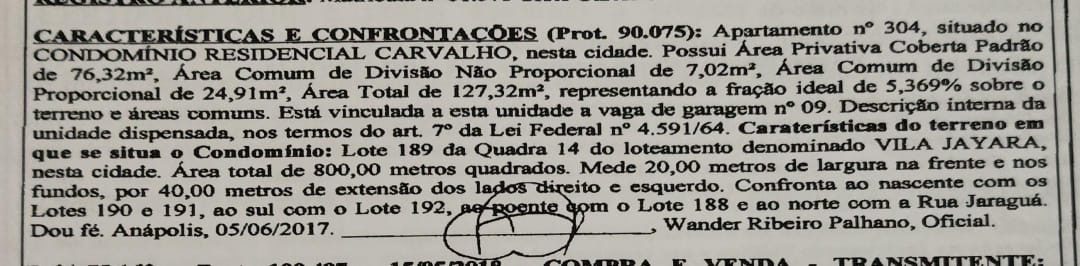 CARACTERÍSTICAS E CONFRONTAÇÕES (Prot. 90.075): Apartamento nº 304, situado no
CONDOMÍNIO RESIDENCIAL CARVALHO, nesta cidade. Possui Área Privativa Coberta Padrão
de 76,32m², Área Comum de Divisão Não Proporcional de 7,02m², Área Comum de Divisão
Proporcional de 24,91m², Área Total de 127,32m², representando a fração ideal de 5,369% sobre o
terreno e áreas comuns. Está vinculada a esta unidade a vaga de garagem nº 09. Descrição interna da
unidade dispensada, nos termos do art. 7º da Lei Federal nº 4.591/64. Caraterísticas do terreno em
que se situa o Condomínio: Lote 189 da Quadra 14 do loteamento denominado VILA JAYARA,
nesta cidade. Área total de 800,00 metros quadrados. Mede 20,00 metros de largura na frente e nos
fundos, por 40,00 metros de extensão dos lados direito e esquerdo. Confronta ao nascente com os
Lotes 190 e 191, ao sul com o Lote 192, ao poente com o Lote 188 e ao norte com a Rua Jaraguá.
Dou fé. Anápolis, 05/06/2017. , Wander Ribeiro Palhano, Oficial.
COMPRA E VENDA - TRANSMITENTE: